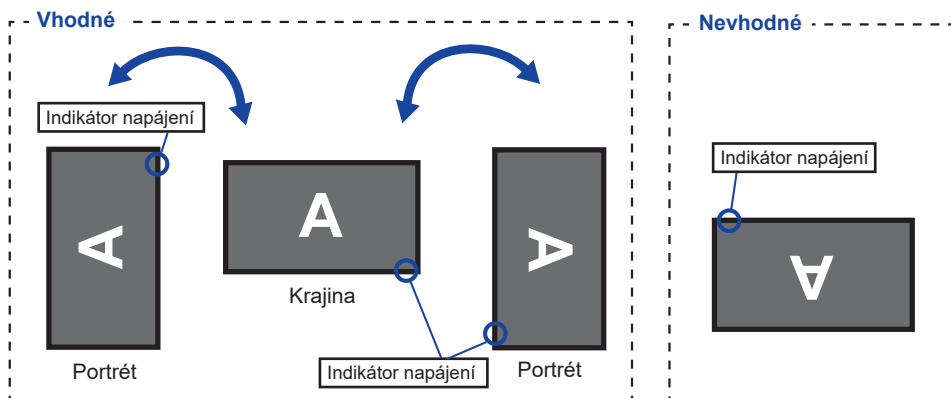 Vhodné
Nevhodné
Indikátor napájení
Indikátor napájení
A
A
A
A
Krajina
Portrét
Indikátor napájení
Portrét